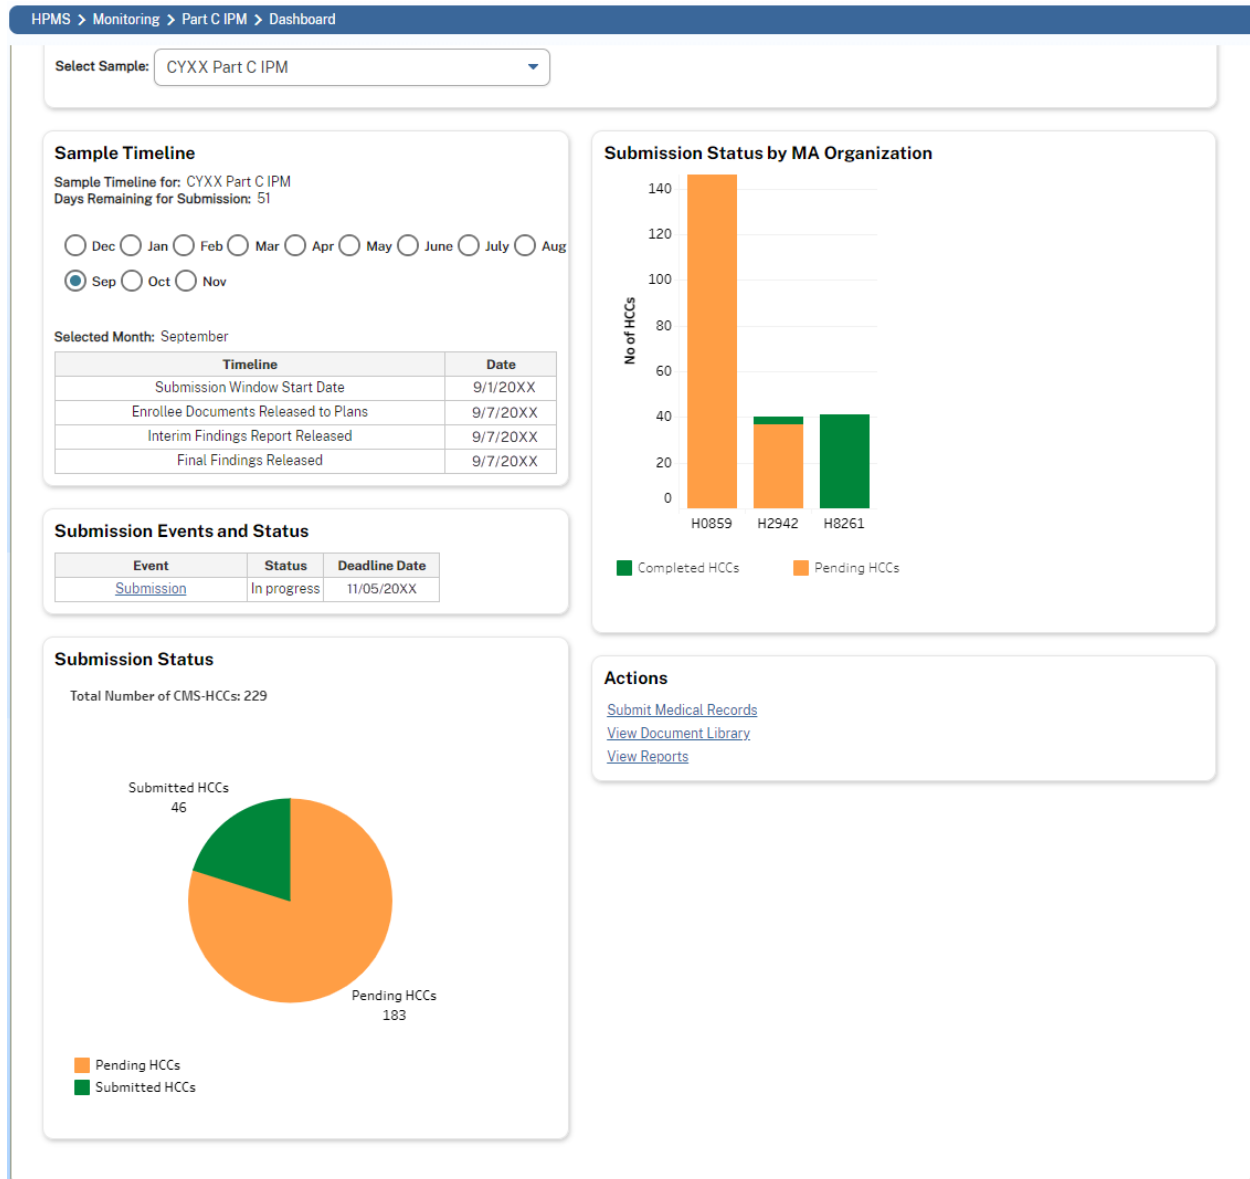 HPMS > Monitoring > Part C IPM > Dashboard
Select Sample: CYXX Part C IPM
Sample Timeline
Sample Timeline for: CYXX Part C IPM
Days Remaining for Submission: 51
Dec Jan Feb Mar Apr May June July Aug
Sep Oct Nov
Selected Month: September
Timeline Date
Submission Window Start Date 9/1/20XX
Enrollee Documents Released to Plans 9/7/20XX
Interim Findings Report Released 9/7/20XX
Final Findings Released 9/7/20XX
Submission Events and Status
Event Status Deadline Date
Submission In progress 11/05/20XX
Submission Status
Total Number of CMS-HCCs: 229
Submitted HCCs
46
Pending HCCs
183
Pending HCCs
Submitted HCCs
Submission Status by MA Organization
No of HCCs
140
120
100
80
60
40
20
0
H0859 H2942 H8261
Completed HCCs Pending HCCs
Actions
Submit Medical Records
View Document Library
View Reports